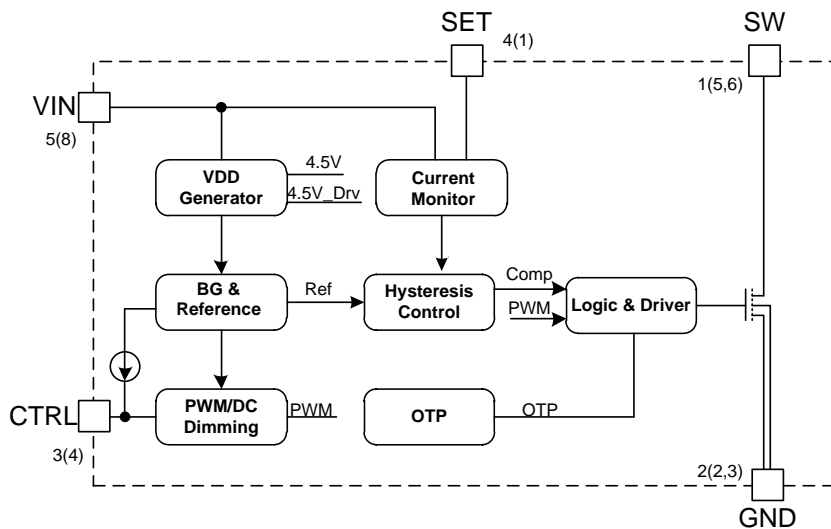 SET
SW
4(1)
1(5,6)
VIN
5(8)
4.5V
VDD
Generator
4.5V_Drv
Current
Monitor
Comp
BG &
Reference
Ref
Hysteresis
Control
PWM
Logic & Driver
CTRL
3(4)
PWM/DC
Dimming
PWM
OTP
OTP
2(2,3)
GND